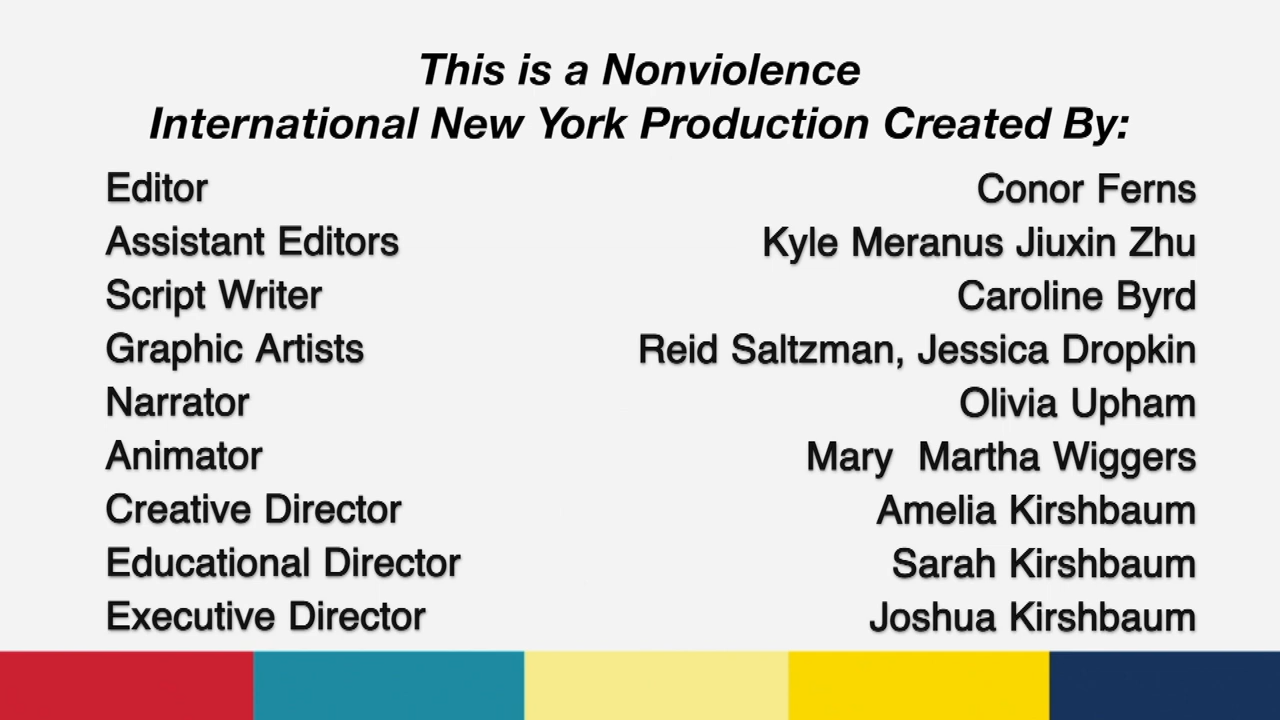 This is a Nonviolence
International New York Production Created By:
Editor Conor Ferns
Assistant Editors Kyle Meranus Jiuxin Zhu
Script Writer Caroline Byrd
Graphic Artists Reid Saltzman, Jessica Dropkin
Narrator Olivia Upham
Animator Mary  Martha Wiggers
Creative Director Amelia Kirshbaum
Educational Director Sarah Kirshbaum
Executive Director Joshua Kirshbaum